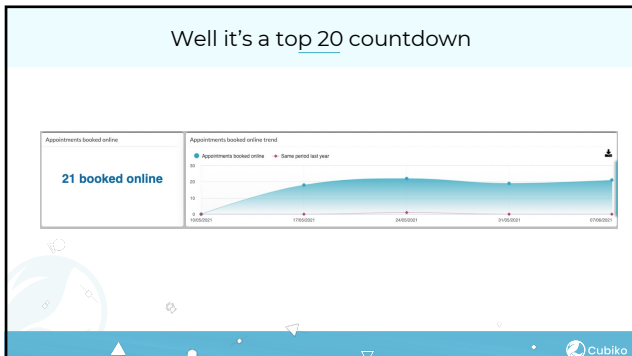 Well it's a top 20 countdown
Appointments booked online
21 booked online
Appointments booked online trend
Appointments booked online
Same period last year
30
20
10
0
10/05/2021
17/05/2021
24/05/2021
31/05/2021
07/06/2021
Cubiko